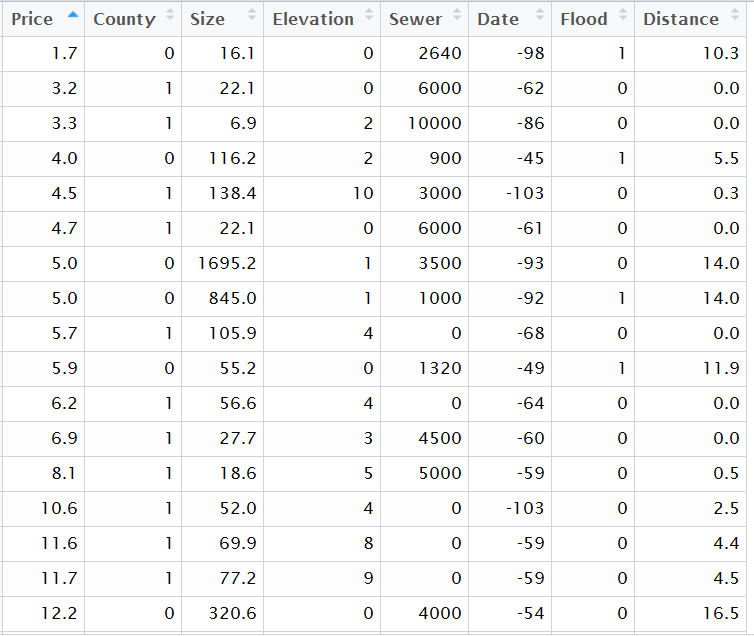 Price County Size Elevation Sewer Date Flood Distance
1.7 0 16.1 0 2640 -98 1 10.3
3.2 1 22.1 0 6000 -62 0 0.0
3.3 1 6.9 2 10000 -86 0 0.0
4.0 0 116.2 2 900 -45 1 5.5
4.5 1 138.4 10 3000 -103 0 0.3
4.7 1 22.1 0 6000 -61 0 0.0
5.0 0 1695.2 1 3500 -93 0 14.0
5.0 0 845.0 1 1000 -92 1 14.0
5.7 1 105.9 4 0 -68 0 0.0
5.9 0 55.2 0 1320 -49 1 11.9
6.2 1 56.6 4 0 -64 0 0.0
6.9 1 27.7 3 4500 -60 0 0.0
8.1 1 18.6 5 5000 -59 0 0.5
10.6 1 52.0 4 0 -103 0 2.5
11.6 1 69.9 8 0 -59 0 4.4
11.7 1 77.2 9 0 -59 0 4.5
12.2 0 320.6 0 4000 -54 0 16.5